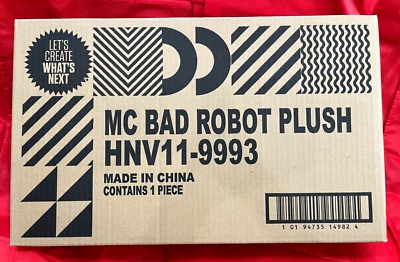 LET'S
CREATE
WHAT'S
NEXT
MC BAD ROBOT PLUSH
HNV11-9993
MADE IN CHINA
CONTAINS 1 PIECE
1 01 94735 14982 4